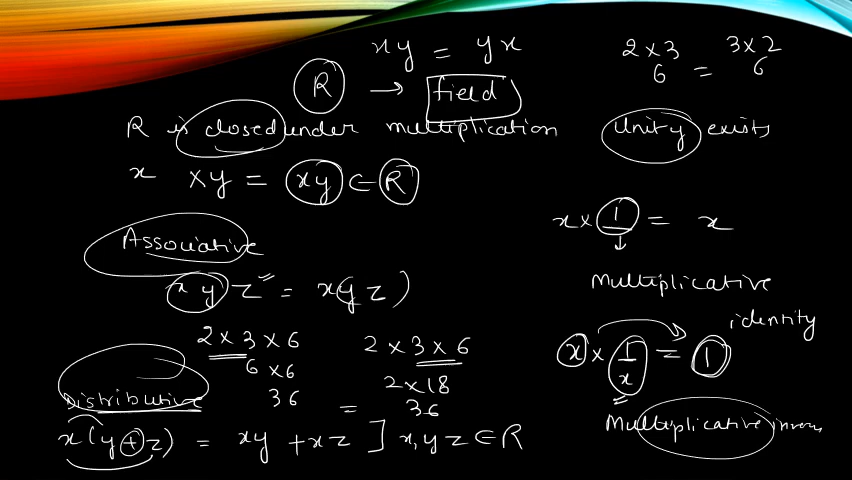 xy = yx
2 × 3 = 3 × 2
6 = 6
R → field
R is closed under multiplication
Unity exists
x × y = xy ∈ R
x × 1 = x
Associative
Multiplicative identity
xy z = x(yz)
2 × 3 × 6
6 × 6
36
=
2 × 3 × 6
2 × 18
36
x × 1/x = 1
Distributive
Multiplicative
x(y+z) = xy + xz ] x, y z ∈ R